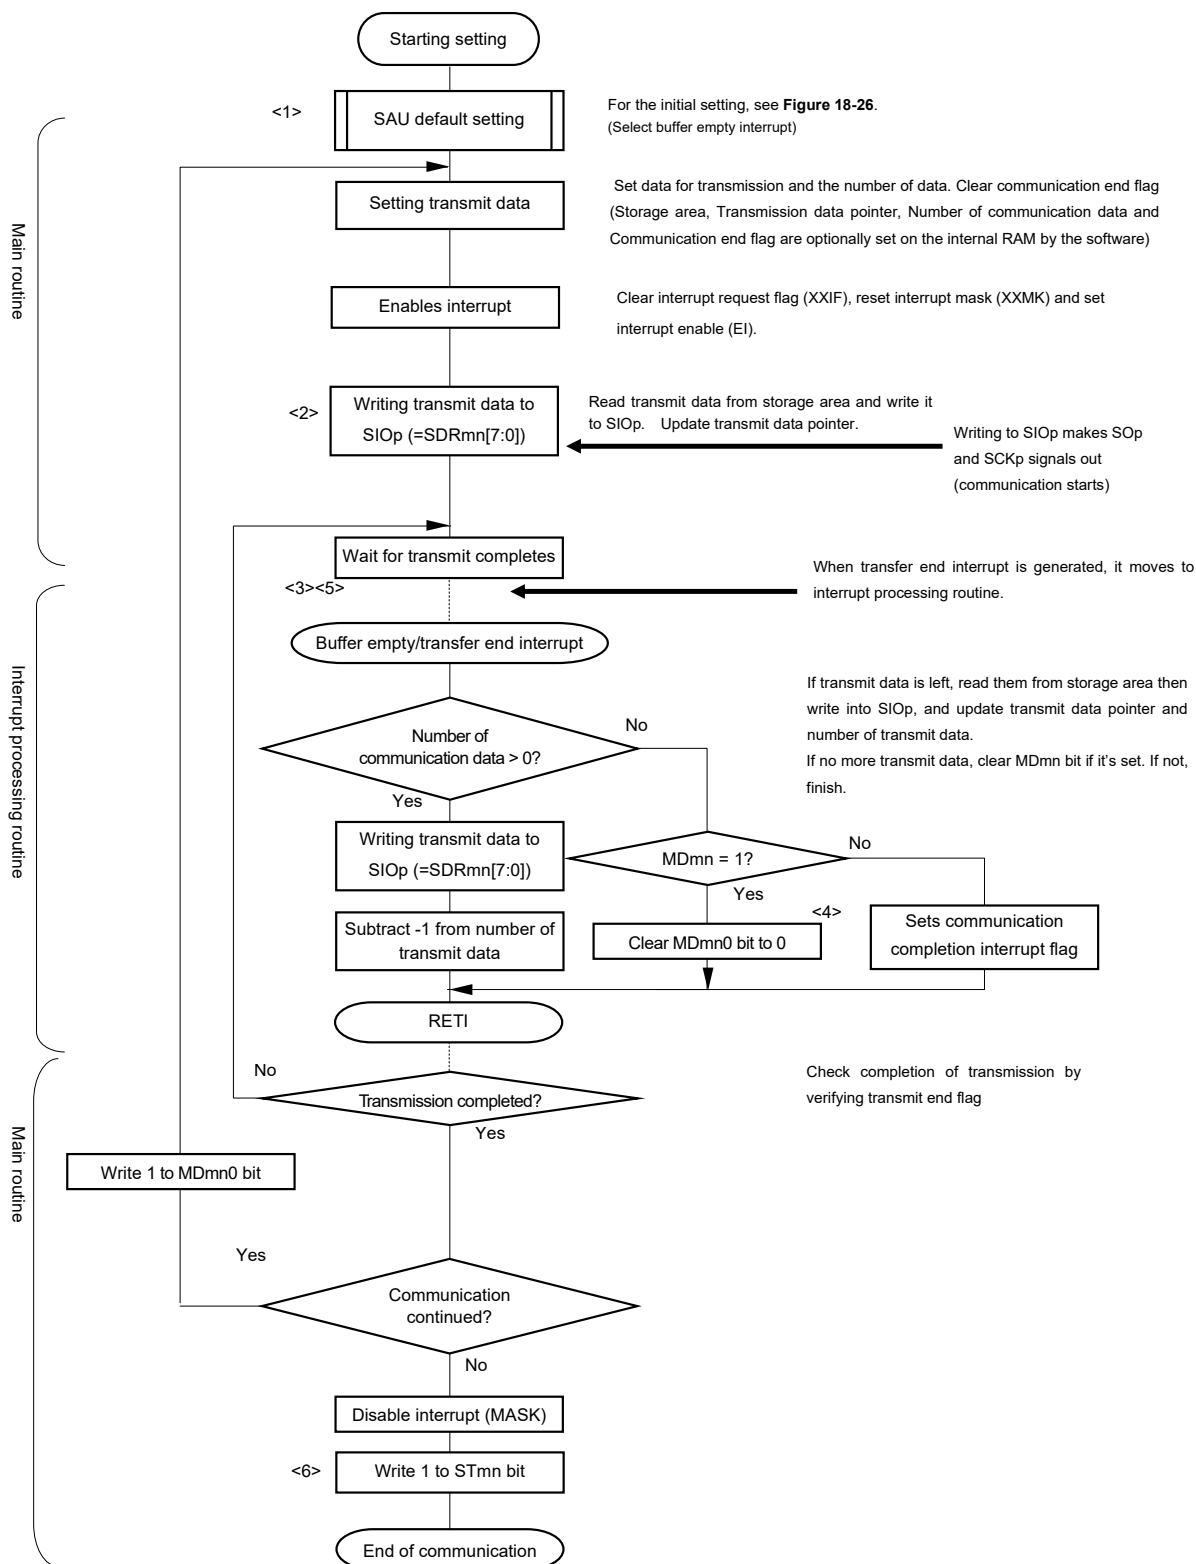 Starting setting
<1>
SAU default setting
For the initial setting, see Figure 18-26.
(Select buffer empty interrupt)
Main routine
Setting transmit data
Set data for transmission and the number of data. Clear communication end flag
(Storage area, Transmission data pointer, Number of communication data and
Communication end flag are optionally set on the internal RAM by the software)
Enables interrupt
Clear interrupt request flag (XXIF), reset interrupt mask (XXMK) and set
interrupt enable (EI).
<2>
Writing transmit data to
SIOp (=SDRmn[7:0])
Read transmit data from storage area and write it
to SIOp. Update transmit data pointer.
Writing to SIOp makes SOp
and SCKp signals out
(communication starts)
Wait for transmit completes
<3><5>
When transfer end interrupt is generated, it moves to
interrupt processing routine.
Interrupt processing routine
Buffer empty/transfer end interrupt
If transmit data is left, read them from storage area then
write into SIOp, and update transmit data pointer and
number of transmit data.
If no more transmit data, clear MDmn bit if it's set. If not,
finish.
Number of
communication data > 0?
No
Yes
Writing transmit data to
SIOp (=SDRmn[7:0])
MDmn = 1?
No
Yes
<4>
Subtract -1 from number of
transmit data
Clear MDmn0 bit to 0
Sets communication
completion interrupt flag
RETI
Main routine
No
Transmission completed?
Yes
Check completion of transmission by
verifying transmit end flag
Write 1 to MDmn0 bit
Yes
Communication
continued?
No
Disable interrupt (MASK)
<6>
Write 1 to STmn bit
End of communication